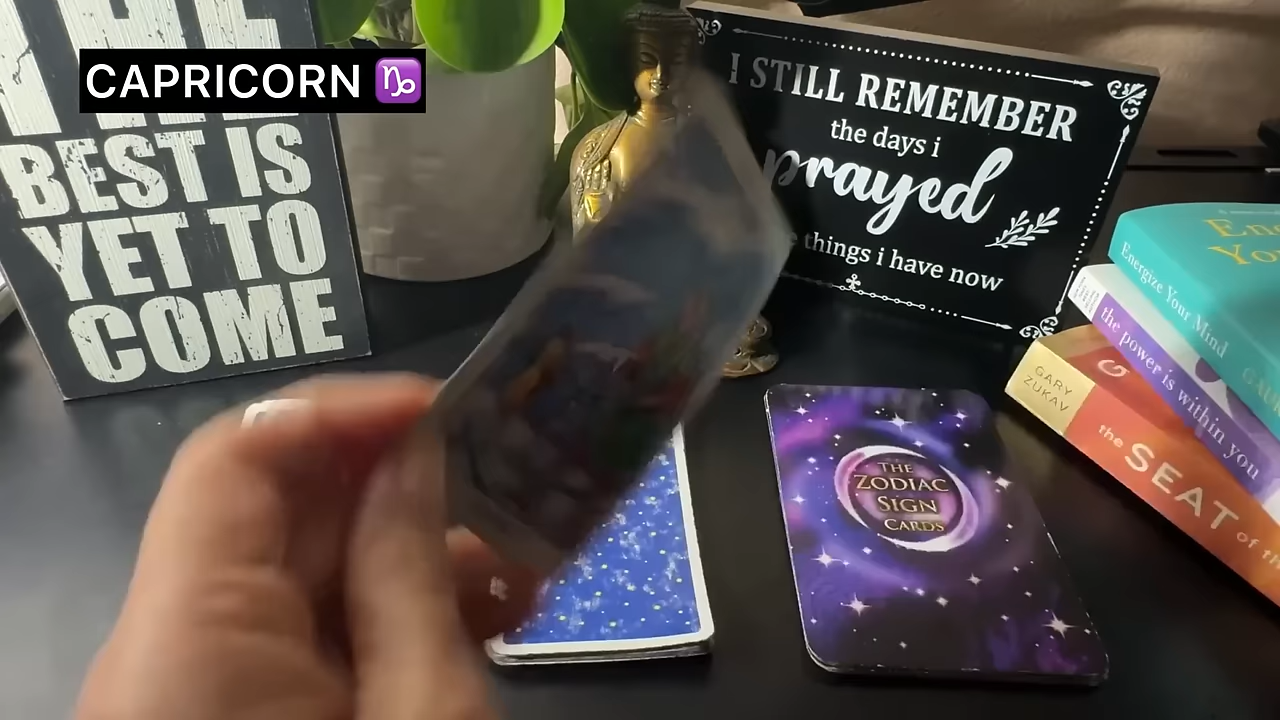 CAPRICORN ♑
BEST IS
YET TO
COME
I STILL REMEMBER
the days i
prayed
things i have now
THE
ZODIAC
SIGN
CARDS
Energize Your Mind
the power is within you
GARY
ZUKAV
the SEAT of